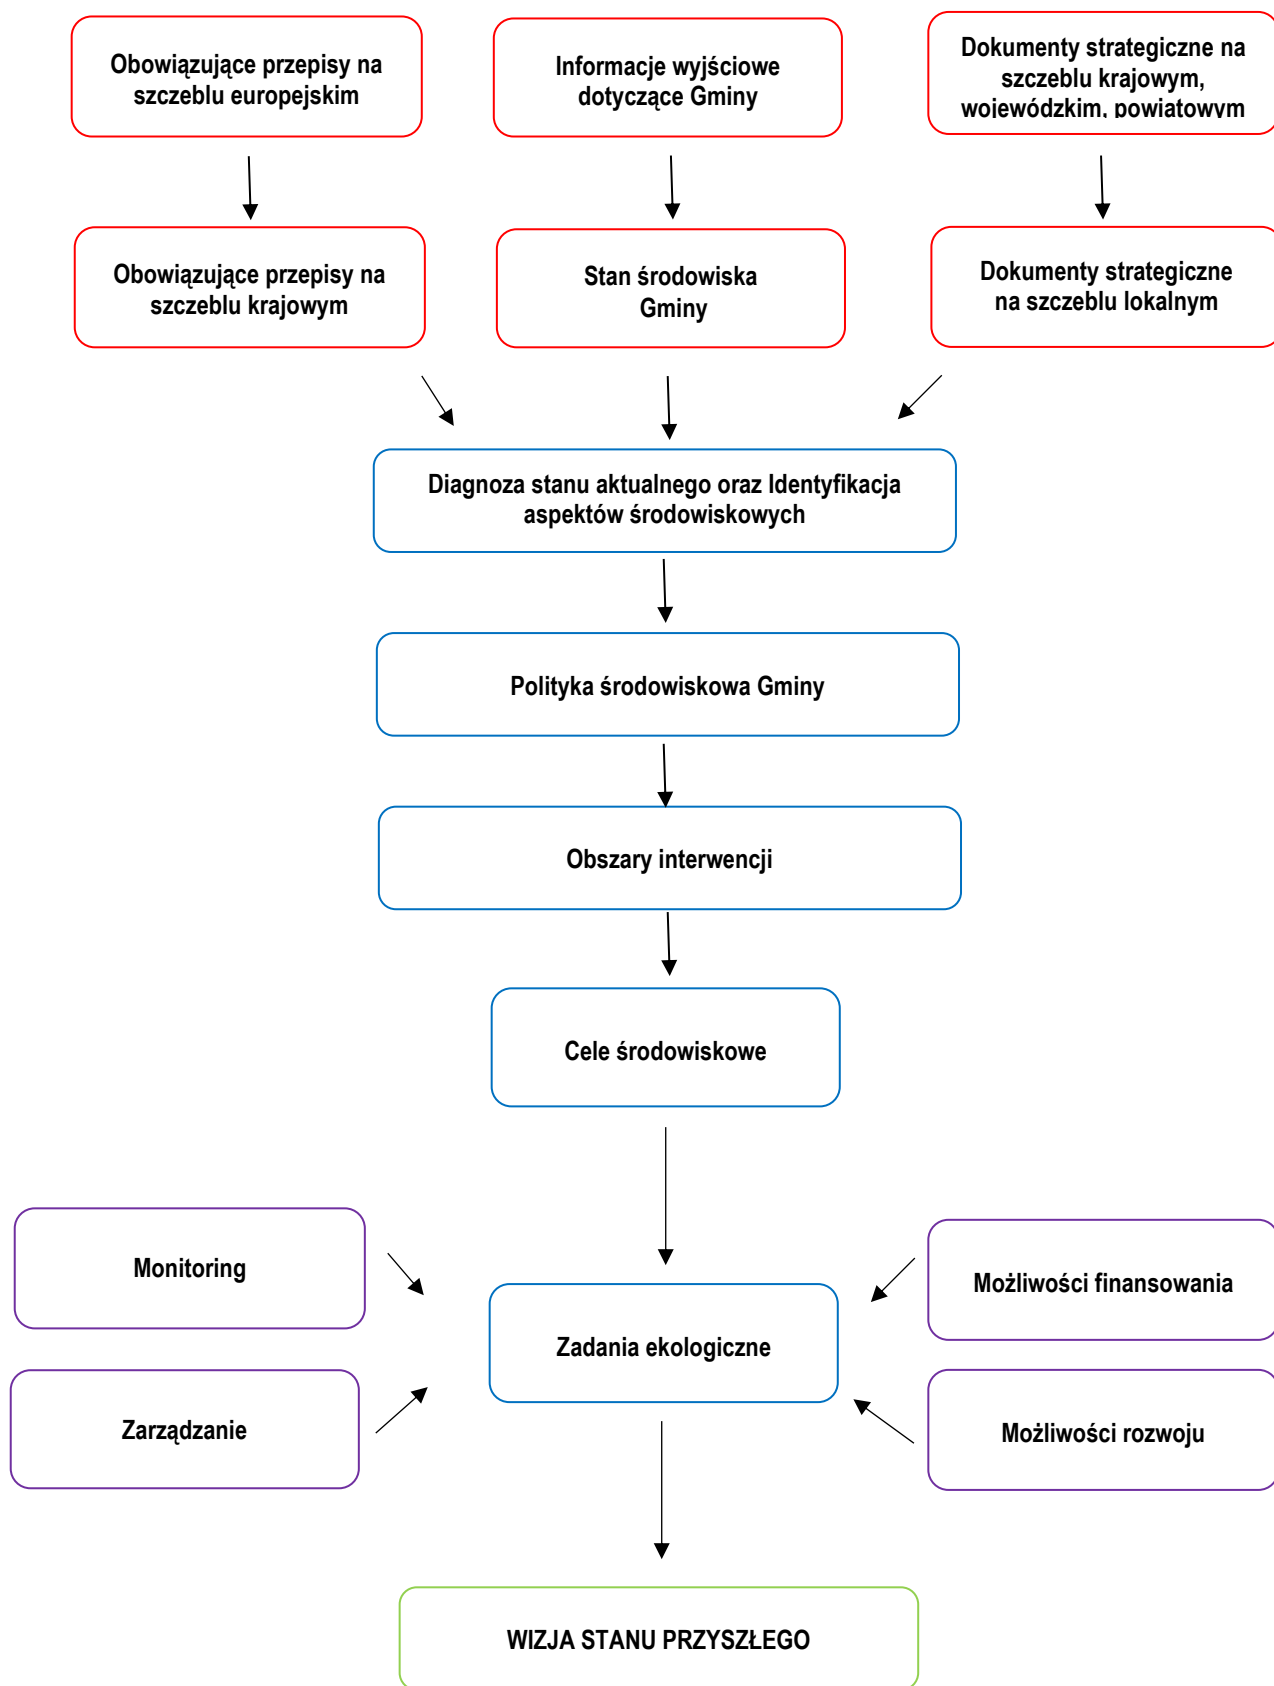 Obowiązujące przepisy na
szczeblu europejskim
Informacje wyjściowe
dotyczące Gminy
Dokumenty strategiczne na
szczeblu krajowym,
wojewódzkim, powiatowym
Obowiązujące przepisy na
szczeblu krajowym
Stan środowiska
Gminy
Dokumenty strategiczne
na szczeblu lokalnym
Diagnoza stanu aktualnego oraz Identyfikacja
aspektów środowiskowych
Polityka środowiskowa Gminy
Obszary interwencji
Cele środowiskowe
Monitoring
Możliwości finansowania
Zadania ekologiczne
Zarządzanie
Możliwości rozwoju
WIZJA STANU PRZYSZŁEGO